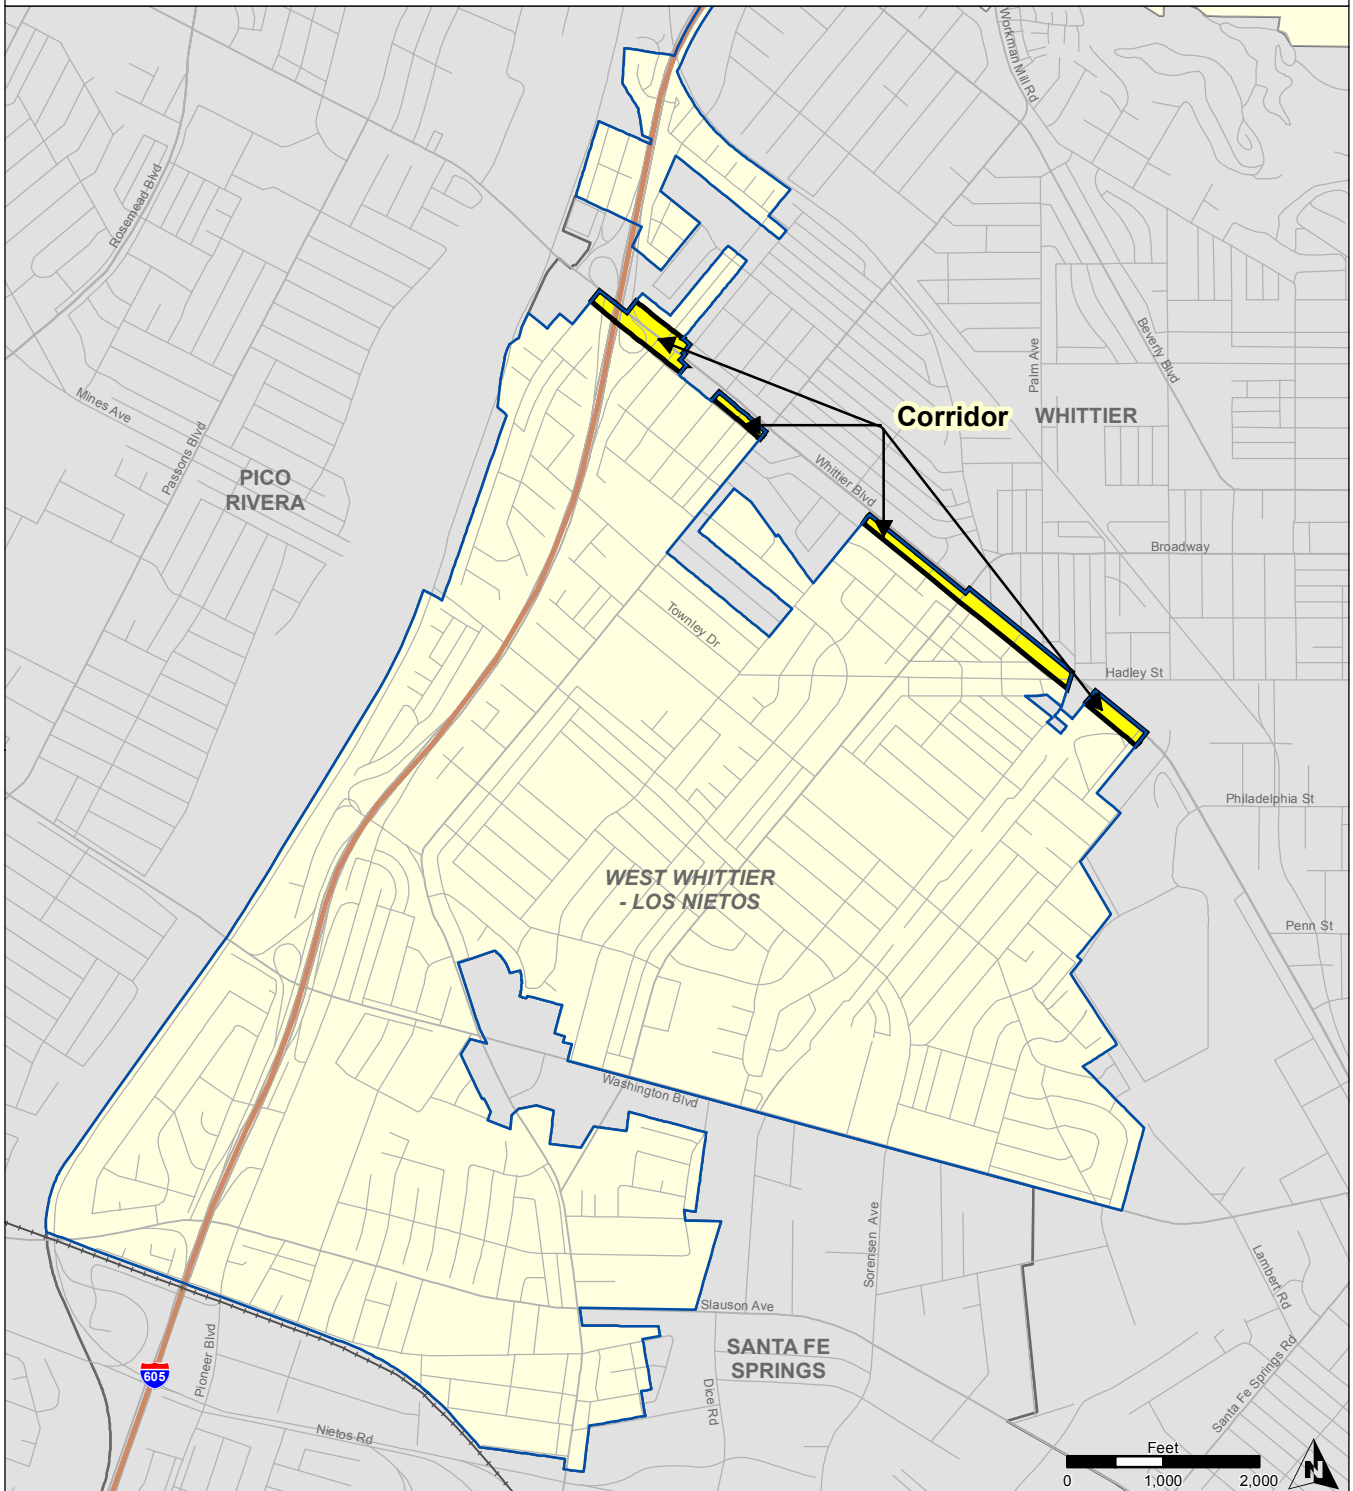 Workman Mill Rd
Rosemead Blvd
Beverly Blvd
Palm Ave
Mines Ave
Corridor
WHITTIER
Passons Blvd
PICO
RIVERA
Whittier Blvd
Broadway
Townley Dr
Hadley St
Philadelphia St
WEST WHITTIER
- LOS NIETOS
Penn St
Washington Blvd
Sorensen Ave
Lambert Rd
Slauson Ave
SANTA FE
SPRINGS
Pioneer Blvd
605
Dice Rd
Santa Fe Springs Rd
Nietos Rd
Feet
0 1,000 2,000
N